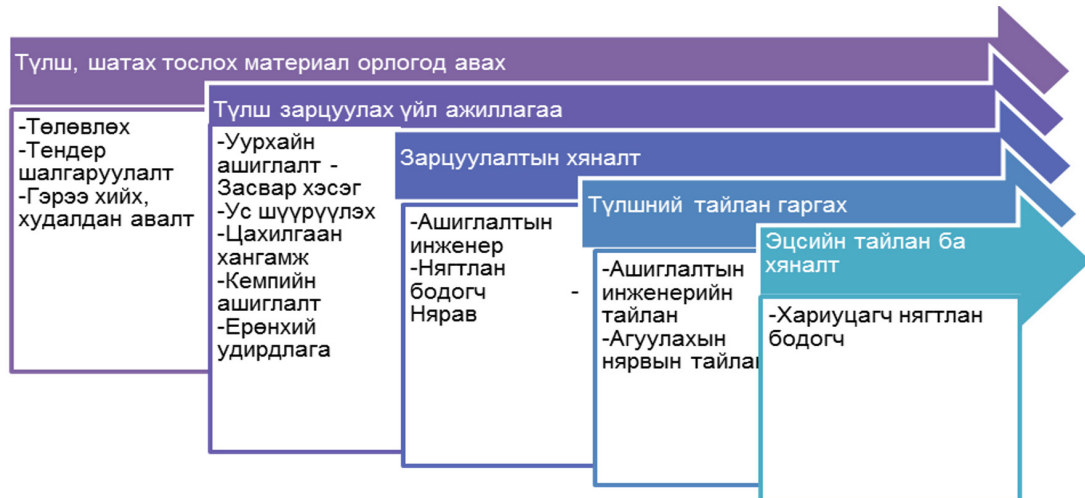 Түлш, шатах тослох материал орлогод авах
-Төлөвлөх
-Тендер
шалгаруулалт
-Гэрээ хийх,
худалдан авалт
Түлш зарцуулах үйл ажиллагаа
-Уурхайн
ашиглалт -
Засвар хэсэг
-Ус шүүрүүлэх
-Цахилгаан
хангамж
-Кемпийн
ашиглалт
-Ерөнхий
удирдлага
Зарцуулалтын хяналт
-Ашиглалтын
инженер
-Нягтлан
бодогч -
Нярав
Түлшний тайлан гаргах
-Ашиглалтын
инженерийн
тайлан
-Агуулахын
нярвын тайлан
Эцсийн тайлан ба
хяналт
-Хариуцагч нягтлан
бодогч